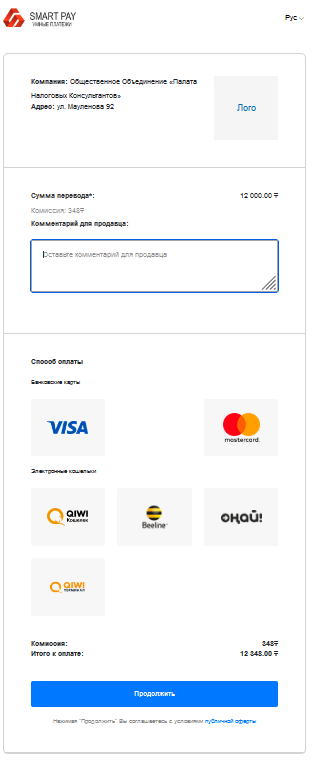 SMART PAY
УМНЫЕ ПЛАТЕЖИ
Рус
Компания: Общественное Объединение «Палата
Налоговых Консультантов»
Адрес: ул. Мауленова 92
Лого
Сумма перевода*: 12 000.00 ₸
Комиссия: 348₸
Комментарий для продавца:
Оставьте комментарий для продавца
Способ оплаты
Банковские карты
VISA
mastercard.
Электронные кошельки
QIWI
Кошелек
Beeline
ОҢАЙ!
QIWI
ТЕРМИНАЛ
Комиссия: 348₸
Итого к оплате: 12 348.00 ₸
Продолжить
Нажимая "Продолжить" Вы соглашаетесь с условиями публичной оферты